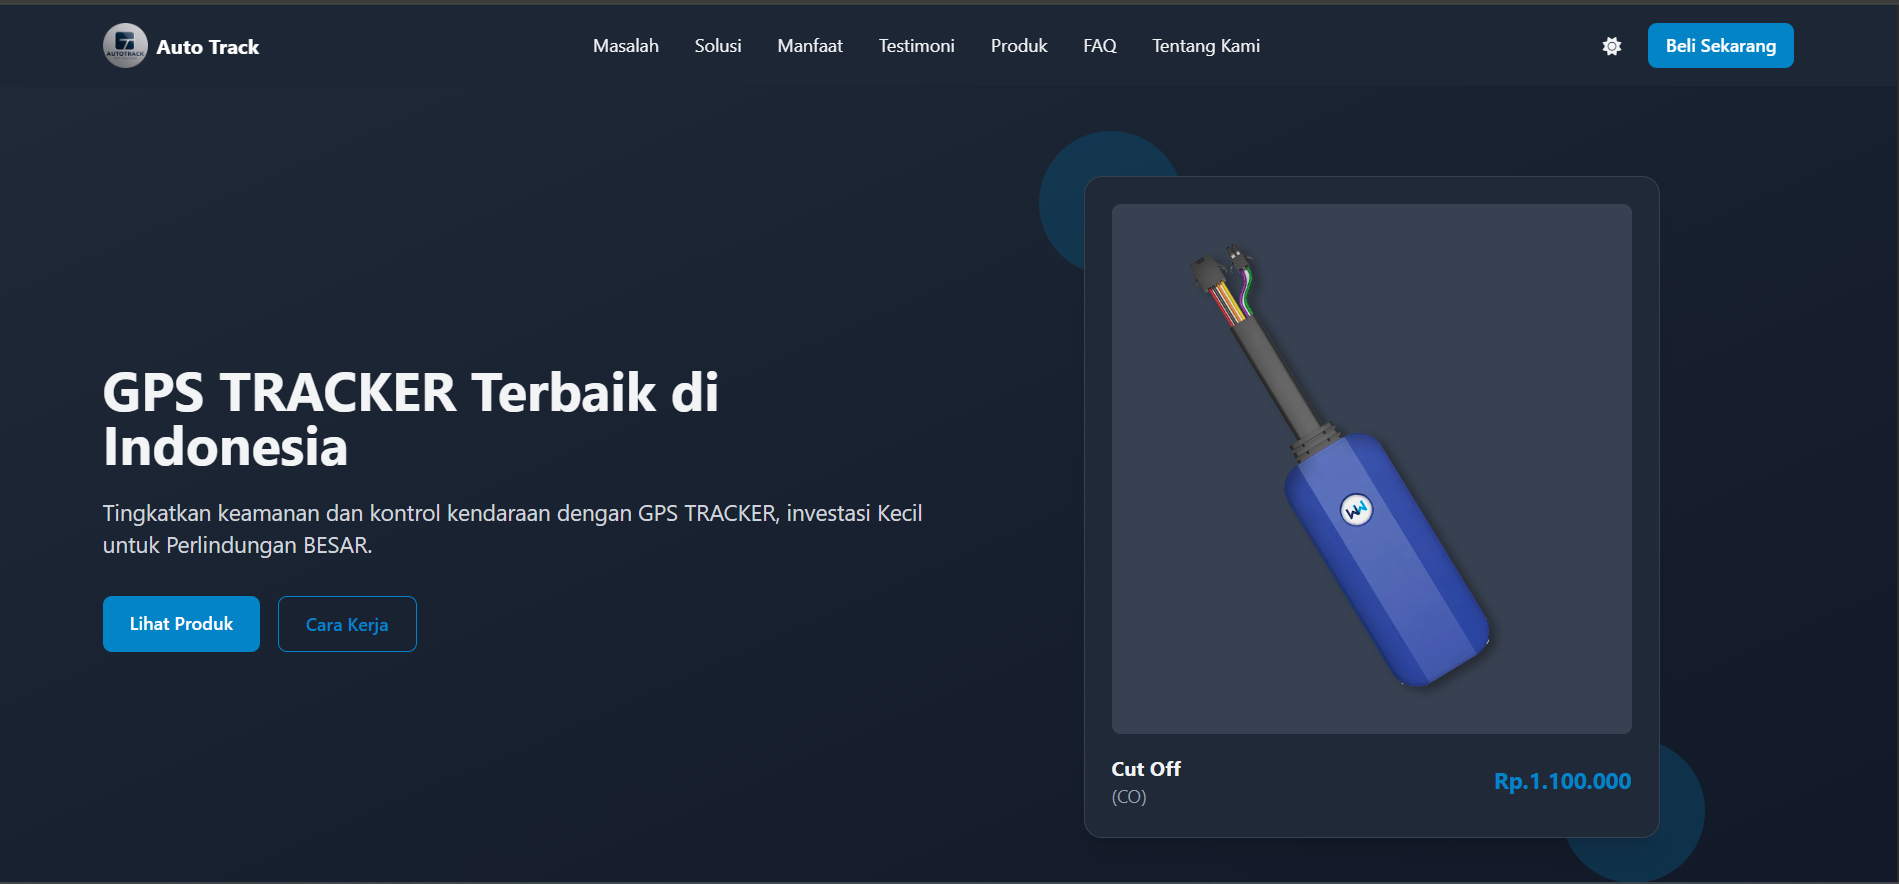 AUTOTRACK
Auto Track
Masalah
Solusi
Manfaat
Testimoni
Produk
FAQ
Tentang Kami
Beli Sekarang
GPS TRACKER Terbaik di
Indonesia
Tingkatkan keamanan dan kontrol kendaraan dengan GPS TRACKER, investasi Kecil
untuk Perlindungan BESAR.
Lihat Produk
Cara Kerja
Cut Off
(CO)
Rp.1.100.000